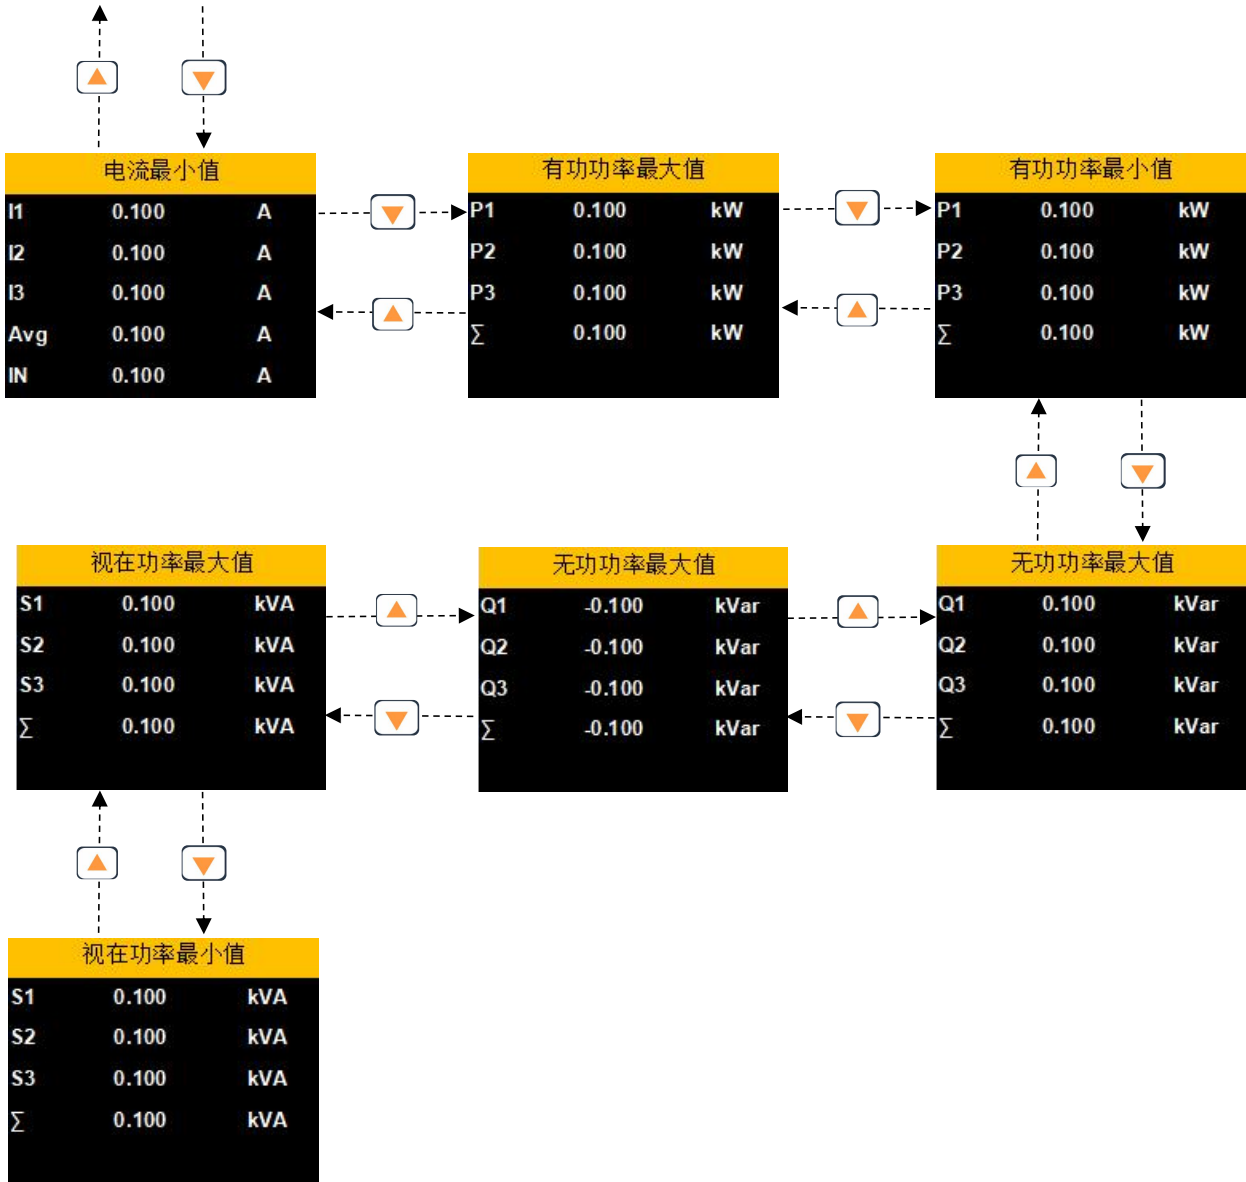 电流最小值
I1 0.100 A
I2 0.100 A
I3 0.100 A
Avg 0.100 A
IN 0.100 A
有功功率最大值
P1 0.100 kW
P2 0.100 kW
P3 0.100 kW
∑ 0.100 kW
有功功率最小值
P1 0.100 kW
P2 0.100 kW
P3 0.100 kW
∑ 0.100 kW
视在功率最大值
S1 0.100 kVA
S2 0.100 kVA
S3 0.100 kVA
∑ 0.100 kVA
无功功率最大值
Q1 -0.100 kVar
Q2 -0.100 kVar
Q3 -0.100 kVar
∑ -0.100 kVar
无功功率最大值
Q1 0.100 kVar
Q2 0.100 kVar
Q3 0.100 kVar
∑ 0.100 kVar
视在功率最小值
S1 0.100 kVA
S2 0.100 kVA
S3 0.100 kVA
∑ 0.100 kVA